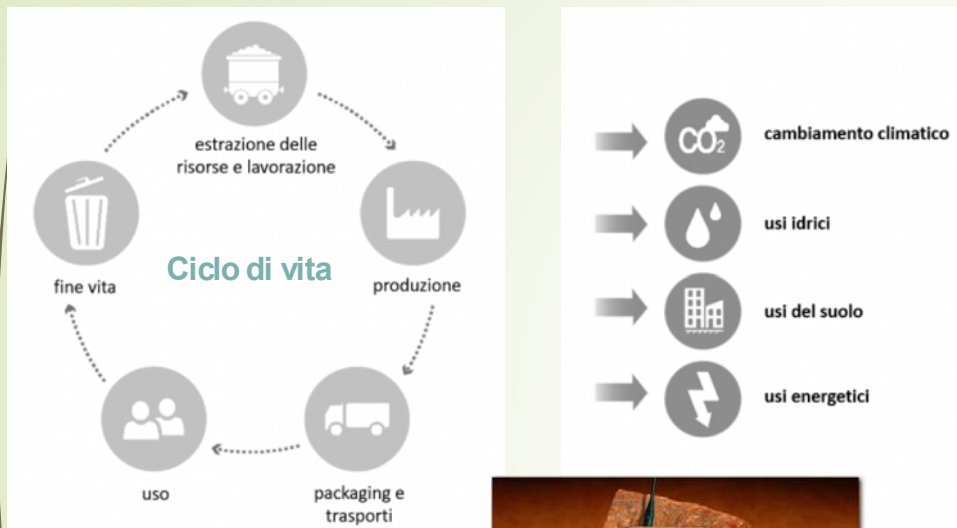 estrazione delle
risorse e lavorazione
produzione
packaging e
trasporti
uso
fine vita
Ciclo di vita
CO2
cambiamento climatico
usi idrici
usi del suolo
usi energetici